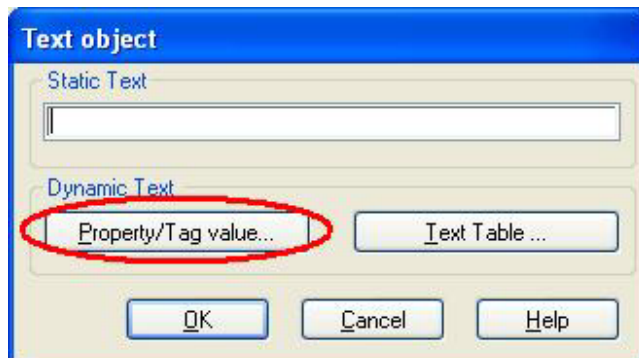 Text object
Static Text
Dynamic Text
Property/Tag value...
Text Table ...
OK
Cancel
Help